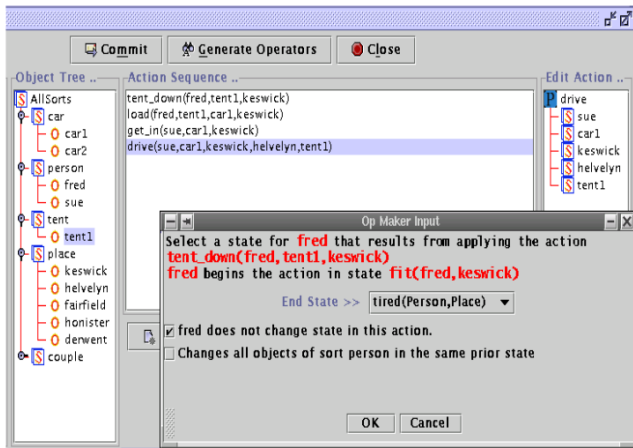 Commit
Generate Operators
Close
Object Tree ..
AllSorts
car
car1
car2
person
fred
sue
tent
tent1
place
keswick
helvelyn
fairfield
honister
derwent
couple
Action Sequence ..
tent_down(fred,tent1,keswick)
load(fred,tent1,car1,keswick)
get_in(sue,car1,keswick)
drive(sue,car1,keswick,helvelyn,tent1)
Edit Action ..
drive
sue
car1
keswick
helvelyn
tent1
Op Maker Input
Select a state for fred that results from applying the action
tent_down(fred,tent1,keswick)
fred begins the action in state fit(fred,keswick)
End State >> tired(Person,Place)
fred does not change state in this action.
Changes all objects of sort person in the same prior state
OK
Cancel